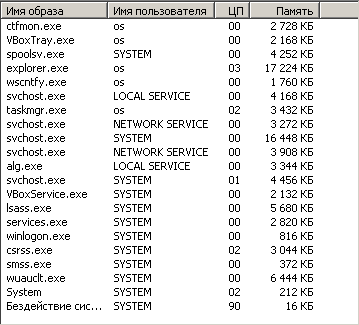 Имя образа Имя пользователя ЦП Память
ctfmon.exe os 00 2 728 КБ
VBoxTray.exe os 00 2 168 КБ
spoolsv.exe SYSTEM 00 4 252 КБ
explorer.exe os 03 17 224 КБ
wscntfy.exe os 00 1 760 КБ
svchost.exe LOCAL SERVICE 00 4 168 КБ
taskmgr.exe os 02 3 432 КБ
svchost.exe NETWORK SERVICE 00 3 272 КБ
svchost.exe SYSTEM 00 16 448 КБ
svchost.exe NETWORK SERVICE 00 3 908 КБ
alg.exe LOCAL SERVICE 00 3 344 КБ
svchost.exe SYSTEM 01 4 456 КБ
VBoxService.exe SYSTEM 00 2 132 КБ
lsass.exe SYSTEM 00 5 680 КБ
services.exe SYSTEM 00 2 820 КБ
winlogon.exe SYSTEM 00 816 КБ
csrss.exe SYSTEM 02 3 044 КБ
smss.exe SYSTEM 00 372 КБ
wuauclt.exe SYSTEM 00 6 444 КБ
System SYSTEM 02 212 КБ
Бездействие сис... SYSTEM 90 16 КБ